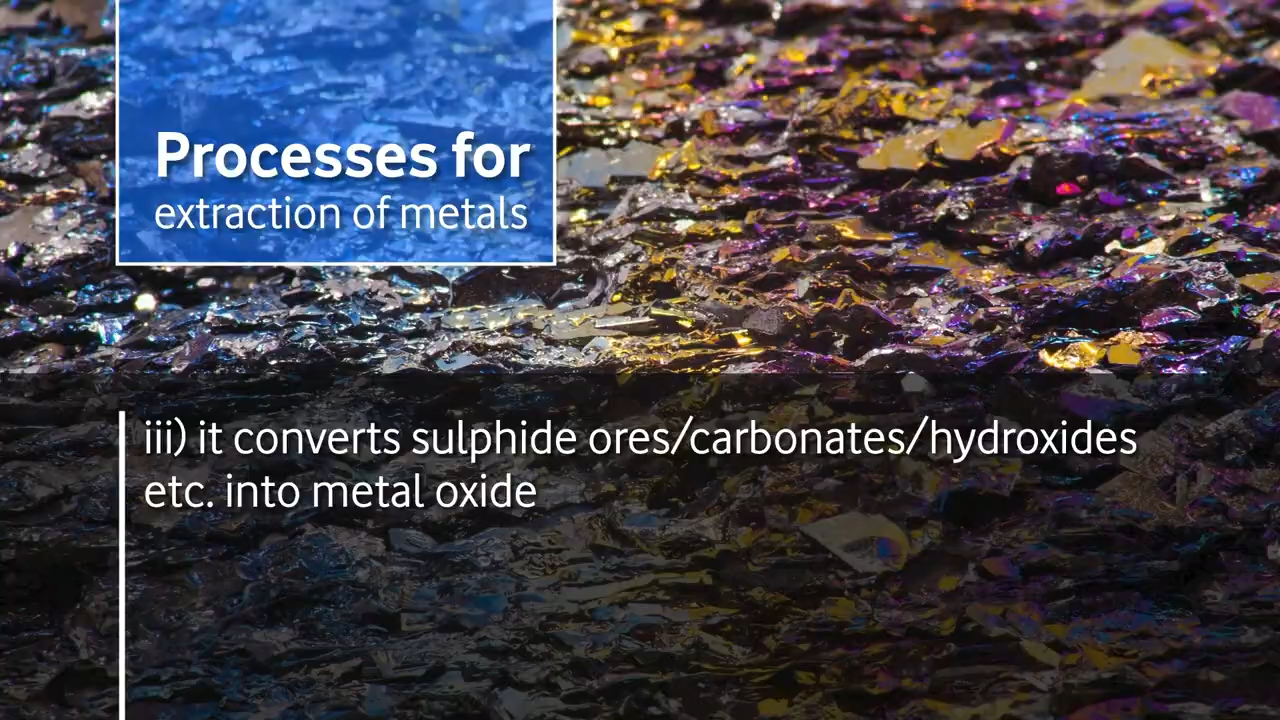 Processes for
extraction of metals
iii) it converts sulphide ores/carbonates/hydroxides
etc. into metal oxide